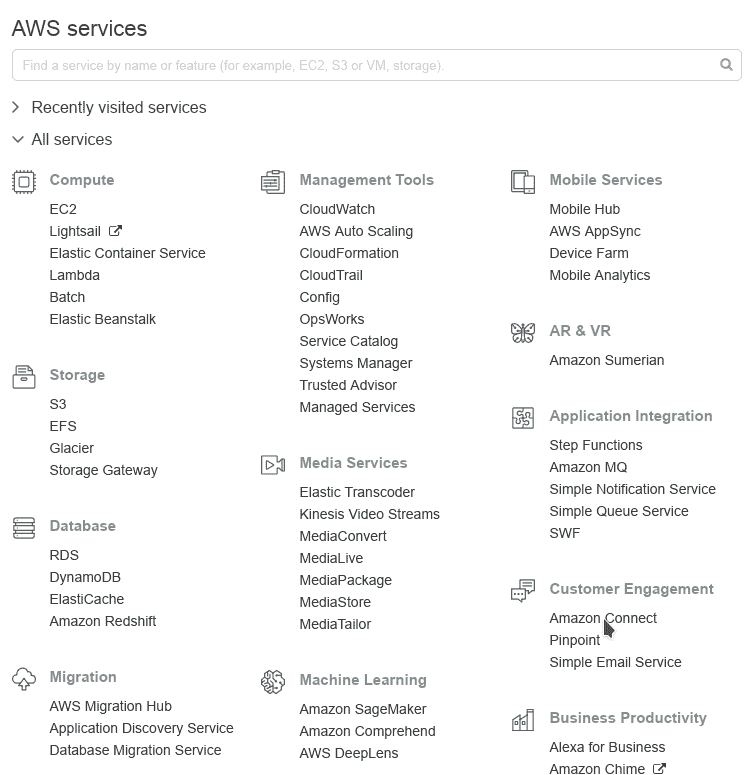 AWS services
Find a service by name or feature (for example, EC2, S3 or VM, storage).
Recently visited services
All services
Compute
EC2
Lightsail
Elastic Container Service
Lambda
Batch
Elastic Beanstalk
Storage
S3
EFS
Glacier
Storage Gateway
Database
RDS
DynamoDB
ElastiCache
Amazon Redshift
Migration
AWS Migration Hub
Application Discovery Service
Database Migration Service
Management Tools
CloudWatch
AWS Auto Scaling
CloudFormation
CloudTrail
Config
OpsWorks
Service Catalog
Systems Manager
Trusted Advisor
Managed Services
Media Services
Elastic Transcoder
Kinesis Video Streams
MediaConvert
MediaLive
MediaPackage
MediaStore
MediaTailor
Machine Learning
Amazon SageMaker
Amazon Comprehend
AWS DeepLens
Mobile Services
Mobile Hub
AWS AppSync
Device Farm
Mobile Analytics
AR & VR
Amazon Sumerian
Application Integration
Step Functions
Amazon MQ
Simple Notification Service
Simple Queue Service
SWF
Customer Engagement
Amazon Connect
Pinpoint
Simple Email Service
Business Productivity
Alexa for Business
Amazon Chime